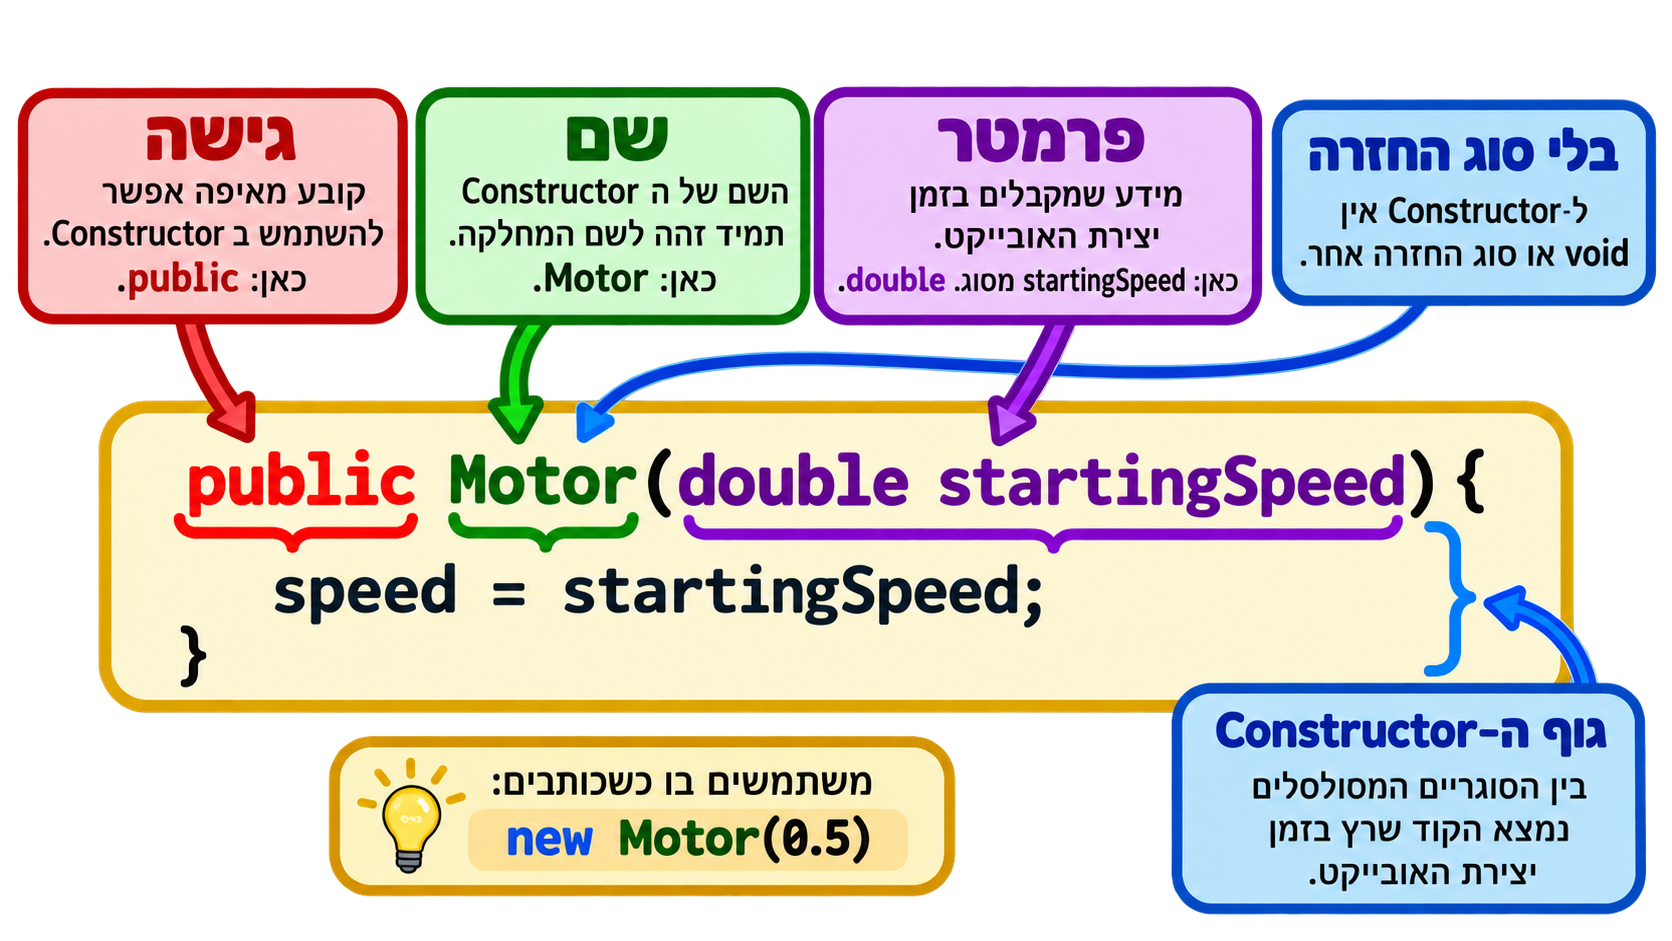 גישה
קובע מאיפה אפשר
להשתמש ב Constructor.
כאן: public.
שם
השם של ה Constructor
תמיד זהה לשם המחלקה.
כאן: Motor.
פרמטר
מידע שמקבלים בזמן
יצירת האובייקט.
כאן: startingSpeed מסוג. double.
בלי סוג החזרה
ל-Constructor אין
void או סוג החזרה אחר.
public Motor(double startingSpeed){
speed = startingSpeed;
}
גוף ה-Constructor
בין הסוגריים המסולסלים
נמצא הקוד שרץ בזמן
יצירת האובייקט.
משתמשים בו כשכותבים:
new Motor(0.5)